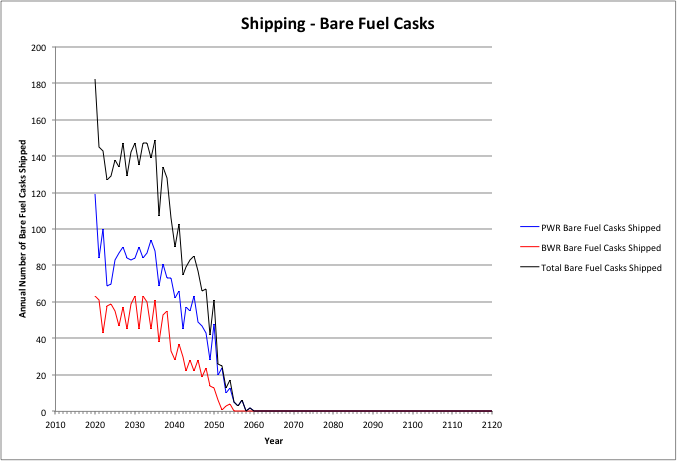 Shipping - Bare Fuel Casks
Annual Number of Bare Fuel Casks Shipped
200
180
160
140
120
100
80
60
40
20
0
2010 2020 2030 2040 2050 2060 2070 2080 2090 2100 2110 2120
Year
PWR Bare Fuel Casks Shipped
BWR Bare Fuel Casks Shipped
Total Bare Fuel Casks Shipped